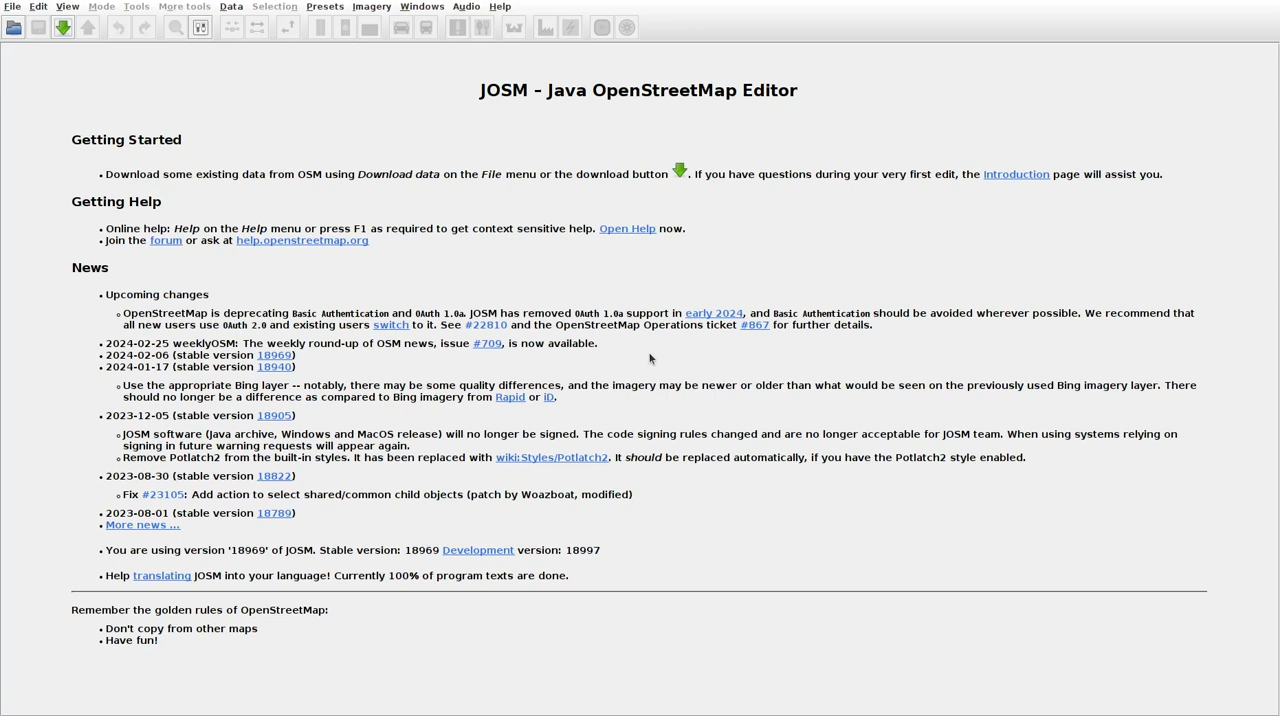 File Edit View Mode Tools More tools Data Selection Presets Imagery Windows Audio Help
JOSM – Java OpenStreetMap Editor
Getting Started
Download some existing data from OSM using Download data on the File menu or the download button . If you have questions during your very first edit, the Introduction page will assist you.
Getting Help
Online help: Help on the Help menu or press F1 as required to get context sensitive help. Open Help now.
Join the forum or ask at help.openstreetmap.org
News
Upcoming changes
OpenStreetMap is deprecating Basic Authentication and OAuth 1.0a. JOSM has removed OAuth 1.0a support in early 2024, and Basic Authentication should be avoided wherever possible. We recommend that
all new users use OAuth 2.0 and existing users switch to it. See #22810 and the OpenStreetMap Operations ticket #867 for further details.
2024-02-25 weeklyOSM: The weekly round-up of OSM news, issue #709, is now available.
2024-02-06 (stable version 18969)
2024-01-17 (stable version 18940)
Use the appropriate Bing layer -- notably, there may be some quality differences, and the imagery may be newer or older than what would be seen on the previously used Bing imagery layer. There
should no longer be a difference as compared to Bing imagery from Rapid or iD.
2023-12-05 (stable version 18905)
JOSM software (Java archive, Windows and MacOS release) will no longer be signed. The code signing rules changed and are no longer acceptable for JOSM team. When using systems relying on
signing in future warning requests will appear again.
Remove Potlatch2 from the built-in styles. It has been replaced with wiki:Styles/Potlatch2. It should be replaced automatically, if you have the Potlatch2 style enabled.
2023-08-30 (stable version 18822)
Fix #23105: Add action to select shared/common child objects (patch by Woazboat, modified)
2023-08-01 (stable version 18789)
More news ...
You are using version '18969' of JOSM. Stable version: 18969 Development version: 18997
Help translating JOSM into your language! Currently 100% of program texts are done.
Remember the golden rules of OpenStreetMap:
Don't copy from other maps
Have fun!